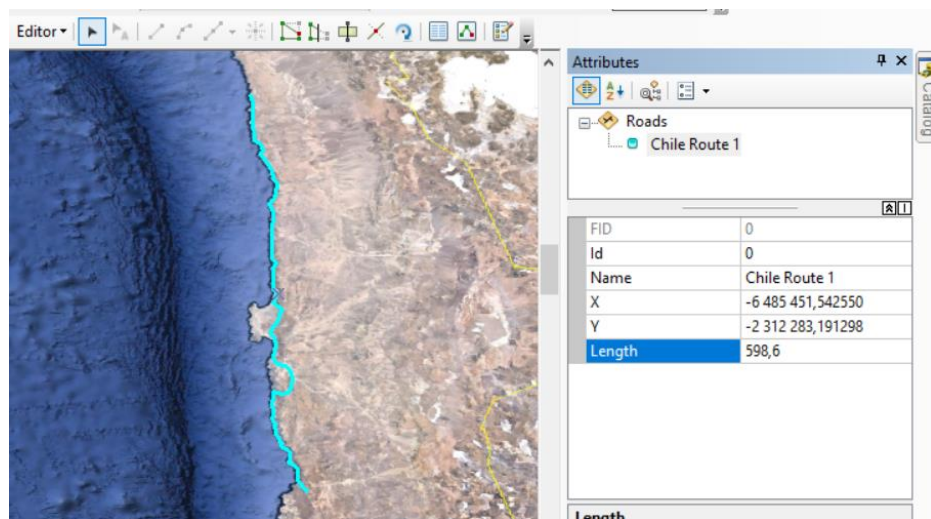 Editor
Attributes
Catalog
Roads
Chile Route 1
FID 0
Id 0
Name Chile Route 1
X -6 485 451,542550
Y -2 312 283,191298
Length 598,6
Length